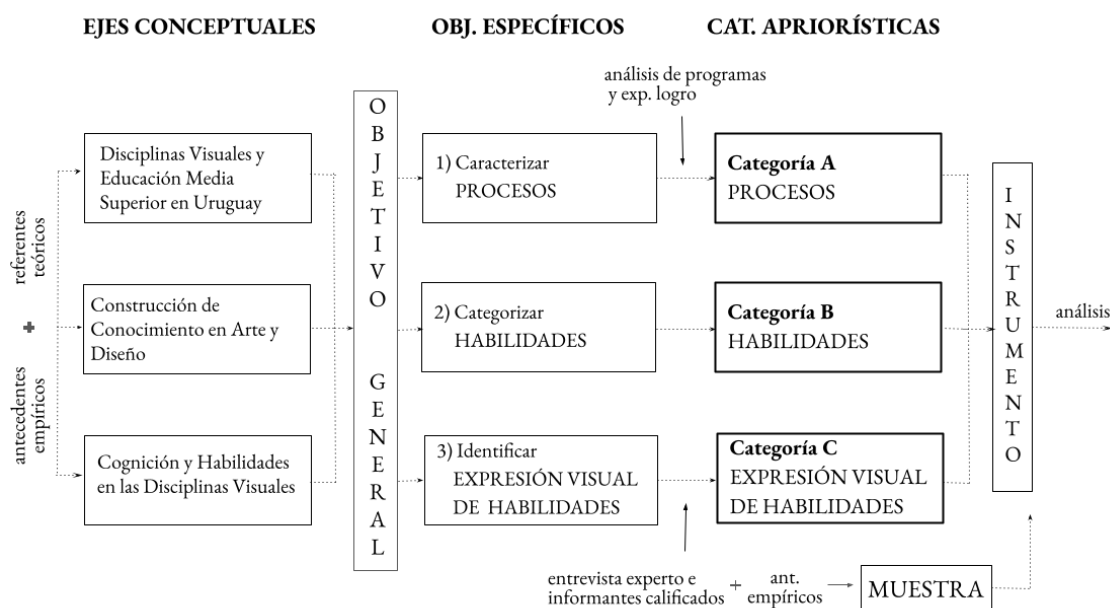 EJES CONCEPTUALES
OBJ. ESPECÍFICOS
CAT. APRIORÍSTICAS
análisis de programas
y exp. logro
referentes
teóricos
+
antecedentes
empíricos
Disciplinas Visuales y
Educación Media
Superior en Uruguay
Construcción de
Conocimiento en Arte y
Diseño
Cognición y Habilidades
en las Disciplinas Visuales
OBJETIVO GENERAL
1) Caracterizar
PROCESOS
2) Categorizar
HABILIDADES
3) Identificar
EXPRESIÓN VISUAL
DE HABILIDADES
Categoría A
PROCESOS
Categoría B
HABILIDADES
Categoría C
EXPRESIÓN VISUAL
DE HABILIDADES
INSTRUMENTO
análisis
entrevista experto e
informantes calificados
+
ant.
empíricos
MUESTRA